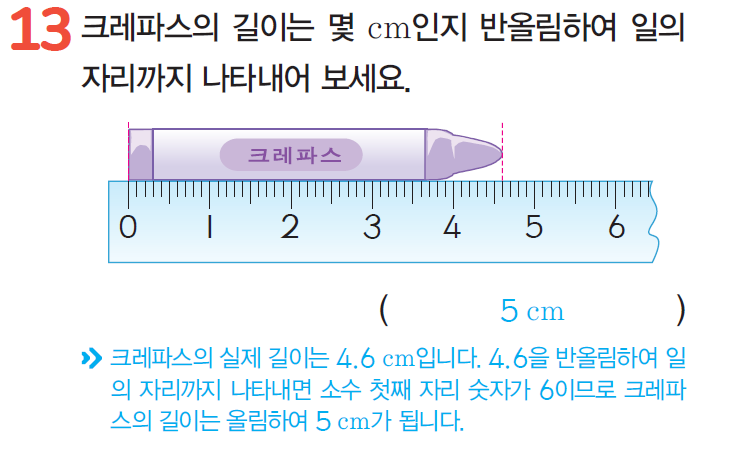 13 크레파스의 길이는 몇 cm인지 반올림하여 일의
자리까지 나타내어 보세요.
크레파스
0 1 2 3 4 5 6
( 5 cm )
크레파스의 실제 길이는 4.6 cm입니다. 4.6을 반올림하여 일
의 자리까지 나타내면 소수 첫째 자리 숫자가 6이므로 크레파
스의 길이는 올림하여 5 cm가 됩니다.